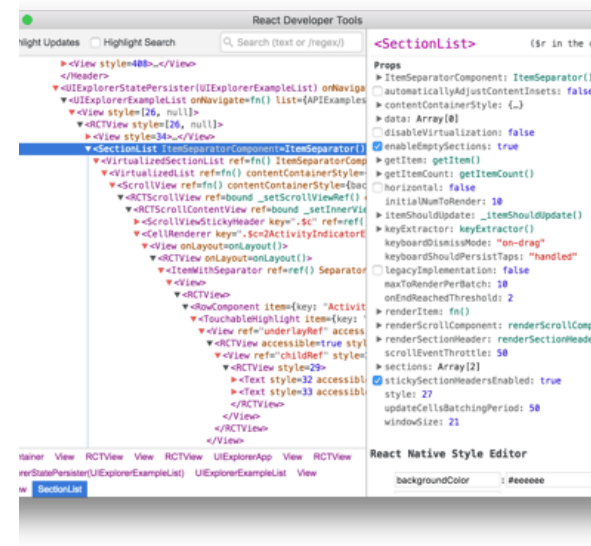 React Developer Tools
hlight Updates Highlight Search Search (text or /regex/)
▶<View style=408>…</View>
</Header>
▼<UIExplorerStatePersister(UIExplorerExampleList) onNaviga
▼<UIExplorerExampleList onNavigate=fn() list={APIExamples
▼<View style=[26, null]>
▼<RCTView style=[26, null]>
▶<View style=34>…</View>
▼<SectionList ItemSeparatorComponent=ItemSeparator()
▼<VirtualizedSectionList ref=fn() ItemSeparatorComp
▼<VirtualizedList ref=fn() contentContainerStyle=
▼<ScrollView ref=fn() contentContainerStyle={bac
▼<RCTScrollView ref=bound _setScrollViewRef()
▼<RCTScrollContentView ref=bound _setInnerVie
▶<ScrollViewStickyHeader key=".$c" ref=ref(
▼<CellRenderer key=".$c=2ActivityIndicatorE
▼<View onLayout=onLayout()>
▼<RCTView onLayout=onLayout()>
▼<ItemWithSeparator ref=ref() Separator
▼<View>
▼<RCTView>
▼<RowComponent item={key: "Activit
▼<TouchableHighlight item={key: '
▼<View ref="underlayRef" access
▼<RCTView accessible=true styl
▼<View ref="childRef" style=
▼<RCTView style=29>
▶<Text style=32 accessibl
▶<Text style=33 accessibl
</RCTView>
</View>
</RCTView>
</View>
tainer View RCTView View RCTView UIExplorerApp View RCTView
rerStatePersister(UIExplorerExampleList) UIExplorerExampleList View
ew SectionList
<SectionList> ($r in the c
Props
▶ItemSeparatorComponent: ItemSeparator()
automaticallyAdjustContentInsets: false
▶contentContainerStyle: {…}
▶data: Array[0]
disableVirtualization: false
enableEmptySections: true
▶getItem: getItem()
▶getItemCount: getItemCount()
horizontal: false
initialNumToRender: 10
▶itemShouldUpdate: _itemShouldUpdate()
▶keyExtractor: keyExtractor()
keyboardDismissMode: "on-drag"
keyboardShouldPersistTaps: "handled"
legacyImplementation: false
maxToRenderPerBatch: 10
onEndReachedThreshold: 2
▶renderItem: fn()
▶renderScrollComponent: renderScrollComp
▶renderSectionHeader: renderSectionHeade
scrollEventThrottle: 50
▶sections: Array[2]
stickySectionHeadersEnabled: true
style: 27
updateCellsBatchingPeriod: 50
windowSize: 21
React Native Style Editor
backgroundColor : #eeeeee